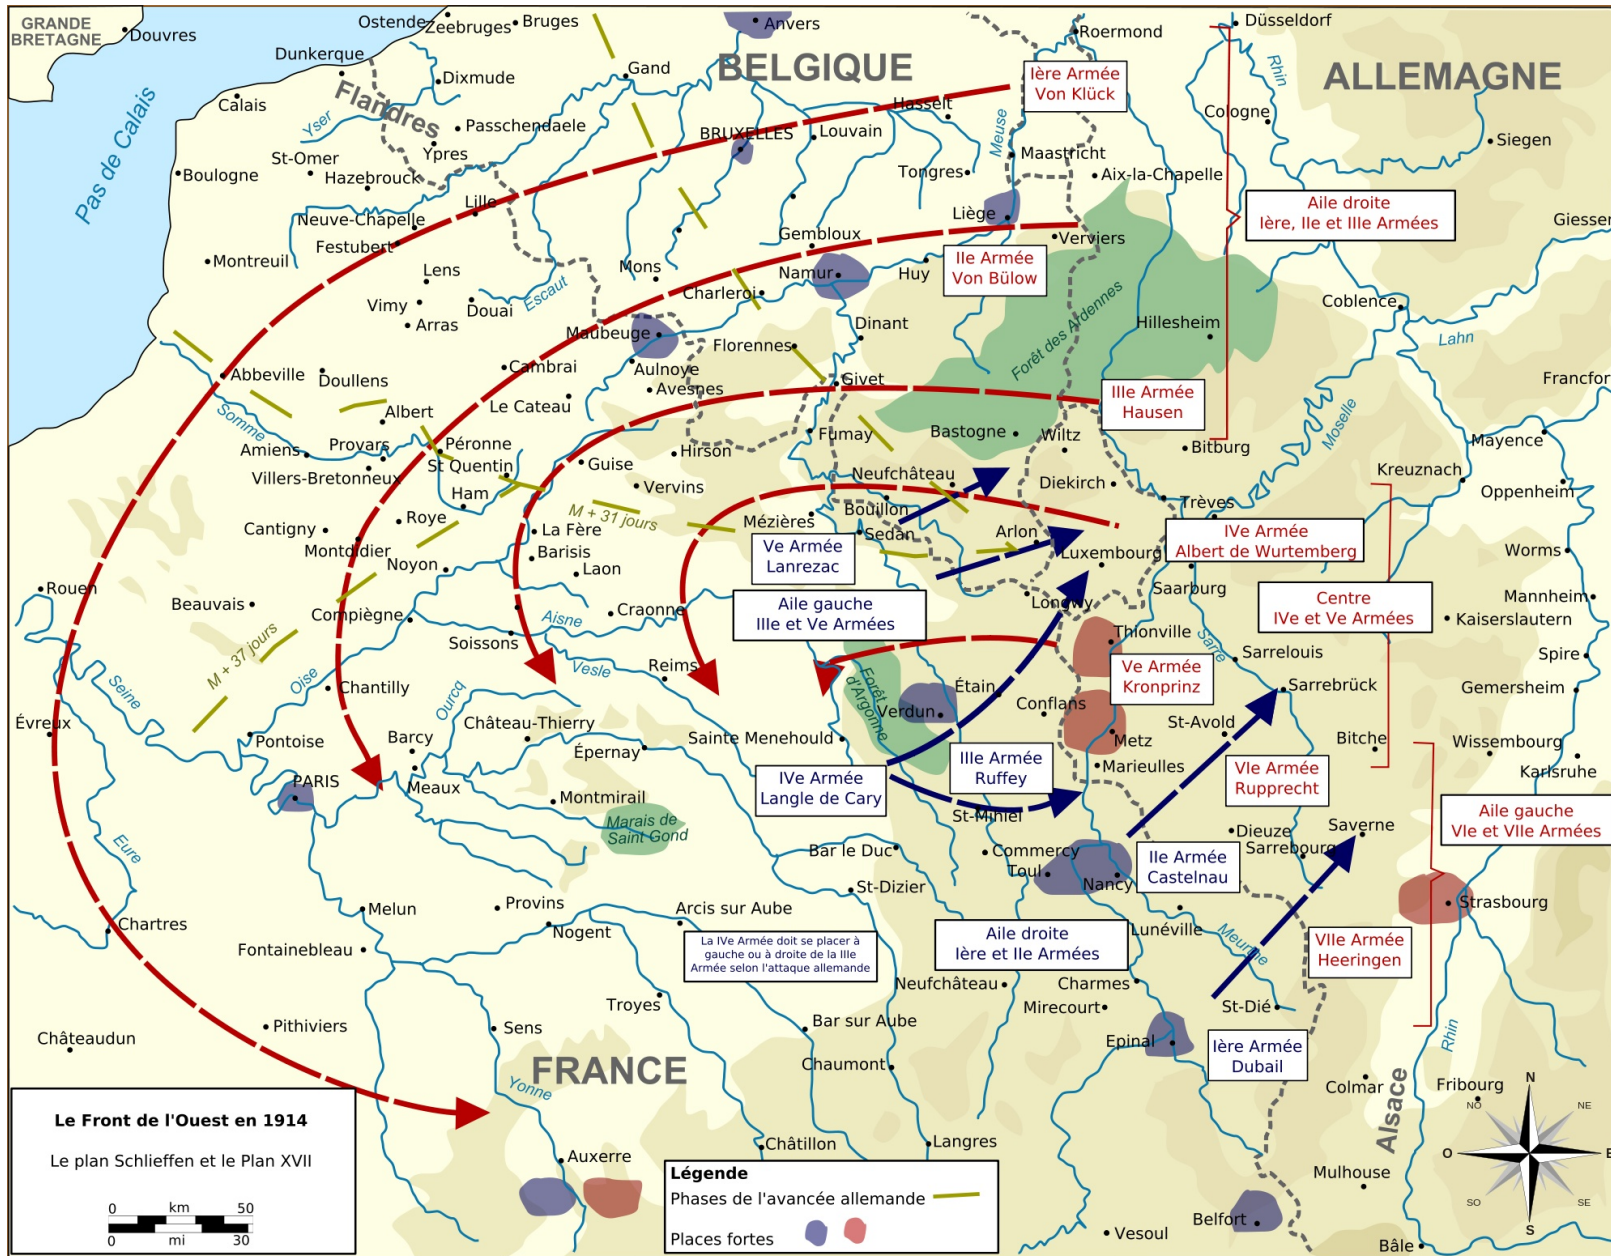 GRANDE
BRETAGNE
Douvres
Ostende
Zeebruges
Bruges
Anvers
Roermond
Düsseldorf
Dunkerque
Gand
BELGIQUE
ALLEMAGNE
Rhin
Dixmude
Ière Armée
Von Klück
Calais
Flandres
Yser
Hasselt
Cologne
Pas de Calais
Passchendaele
BRUXELLES
Louvain
Meuse
Siegen
Ypres
St-Omer
Hazebrouck
Maastricht
Boulogne
Tongres
Aix-la-Chapelle
Lille
Neuve-Chapelle
Liège
Aile droite
Ière, IIe et IIIe Armées
Giessen
Festubert
Gembloux
Verviers
Montreuil
Lens
Mons
Namur
Huy
IIe Armée
Von Bülow
Charleroi
Escaut
Vimy
Douai
Coblence
Arras
Maubeuge
Dinant
Forêt des Ardennes
Hillesheim
Lahn
Florennes
Abbeville
Doullens
Cambrai
Aulnoye
Avesnes
Givet
Francfor
Le Cateau
IIIe Armée
Hausen
Somme
Albert
Moselle
Amiens
Provars
Péronne
Fumay
Bastogne
Wiltz
Bitburg
Mayence
Villers-Bretonneux
St Quentin
Guise
Hirson
Neufchâteau
Kreuznach
Ham
Vervins
Diekirch
Oppenheim
Trèves
M + 31 jours
Mézières
Bouillon
Cantigny
Roye
La Fère
Sedan
Arlon
IVe Armée
Albert de Wurtemberg
Montdidier
Barisis
Ve Armée
Lanrezac
Luxembourg
Worms
Noyon
Laon
Rouen
Saarburg
Beauvais
Compiègne
Craonne
Aile gauche
IIIe et Ve Armées
Longwy
Centre
IVe et Ve Armées
Mannheim
Aisne
Kaiserslautern
Soissons
Thionville
M + 37 jours
Vesle
Reims
Sarre
Sarrelouis
Spire
Oise
Ve Armée
Kronprinz
Seine
Chantilly
Ourcq
Forêt
d'Argonne
Étain
Sarrebrück
Gemersheim
Évreux
Château-Thierry
Verdun
Conflans
St-Avold
Pontoise
Barcy
Épernay
Sainte Menehould
Metz
Bitche
Wissembourg
PARIS
Meaux
IVe Armée
Langle de Cary
IIIe Armée
Ruffey
Marieulles
VIe Armée
Rupprecht
Karlsruhe
Montmirail
Marais de
Saint Gond
St-Mihiel
Aile gauche
VIe et VIIe Armées
Eure
Dieuze
Saverne
Bar le Duc
Commercy
Sarrebourg
Toul
Nancy
IIe Armée
Castelnau
St-Dizier
Melun
Provins
Strasbourg
Chartres
Arcis sur Aube
Nogent
Aile droite
Ière et IIe Armées
Lunéville
Meurthe
Fontainebleau
La IVe Armée doit se placer à
gauche ou à droite de la IIIe
Armée selon l'attaque allemande
VIIe Armée
Heeringen
Neufchâteau
Charmes
Troyes
Mirecourt
St-Dié
Pithiviers
Sens
Bar sur Aube
Châteaudun
Epinal
Ière Armée
Dubail
Rhin
FRANCE
Chaumont
Yonne
Colmar
Alsace
Fribourg
N
NO
NE
Le Front de l'Ouest en 1914
Le plan Schlieffen et le Plan XVII
Châtillon
Langres
O
E
Auxerre
Légende
Phases de l'avancée allemande
Places fortes
Mulhouse
SO
SE
S
0
km
50
0
mi
30
Belfort
Vesoul
Bâle